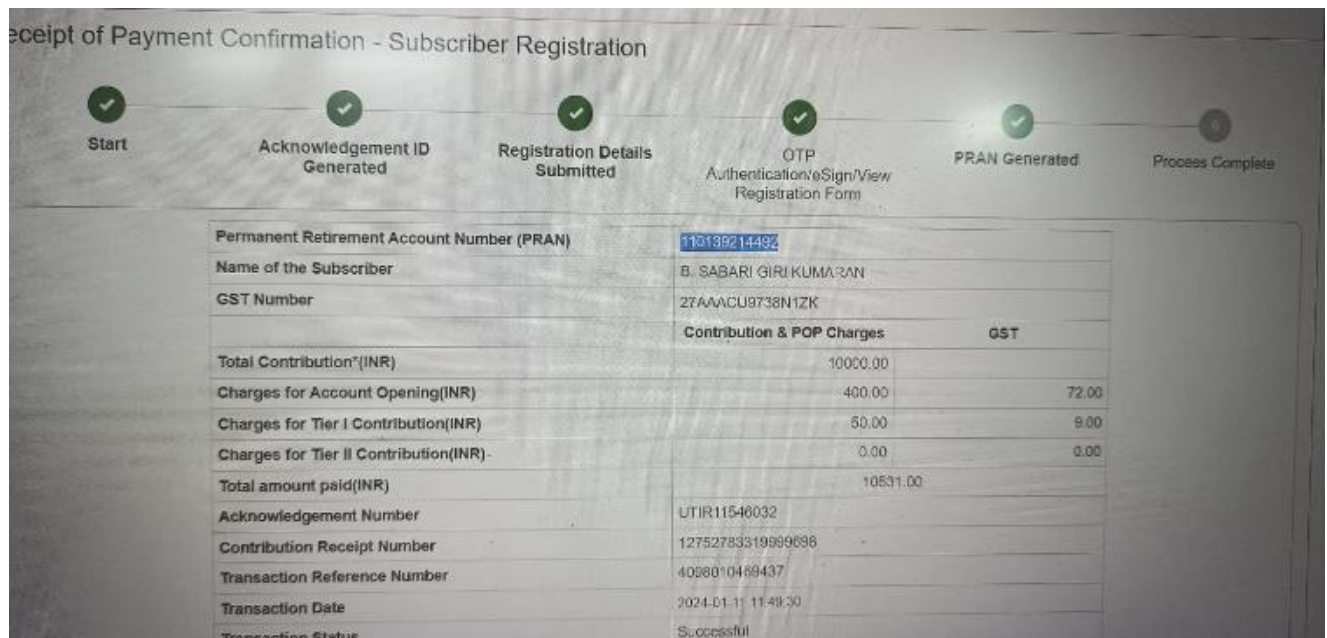 eceipt of Payment Confirmation - Subscriber Registration
Start
Acknowledgement ID
Generated
Registration Details
Submitted
OTP
Authentication/eSign/View
Registration Form
PRAN Generated
Process Complete
Permanent Retirement Account Number (PRAN) 110139214492
Name of the Subscriber B. SABARI GIRI KUMARAN
GST Number 27AAACU9738N1ZK
Contribution & POP Charges GST
Total Contribution*(INR) 10000.00
Charges for Account Opening(INR) 400.00 72.00
Charges for Tier I Contribution(INR) 50.00 9.00
Charges for Tier II Contribution(INR) 0.00 0.00
Total amount paid(INR) 10531.00
Acknowledgement Number UTIR11546032
Contribution Receipt Number
Transaction Reference Number 4098010469437
Transaction Date 2024-01-11
Transaction Status Successful